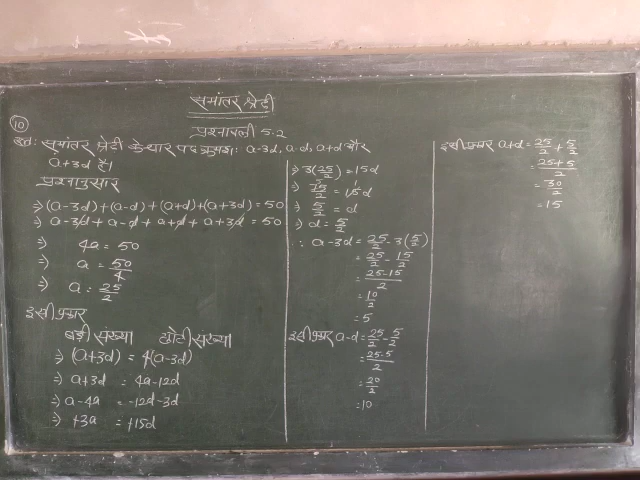 समांतर श्रेढी
प्रश्नावली 5.2
(10)
हल: समांतर श्रेढी के चार पद क्रमशः a-3d, a-d, a+d और
a+3d है।
प्रश्नानुसार
⇒ (a-3d)+(a-d)+(a+d)+(a+3d) = 50
⇒ a-3d+a-d+a+d+a+3d = 50
⇒ 4a = 50
⇒ a = 50/4
⇒ a = 25/2
इसी प्रकार
बड़ी संख्या छोटी संख्या
⇒ (a+3d) = 4(a-3d)
⇒ a+3d = 4a-12d
⇒ a-4a = -12d-3d
⇒ +3a = +15d
⇒ 3(25/2) = 15d
⇒ 75/2 = 15d
⇒ 5/2 = d
⇒ d = 5/2
∴ a-3d = 25/2 - 3(5/2)
= 25/2 - 15/2
= 25-15/2
= 10/2
= 5
इसी प्रकार a-d = 25/2 - 5/2
= 25-5/2
= 20/2
= 10
इसी प्रकार a+d = 25/2 + 5/2
= 25+5/2
= 30/2
= 15